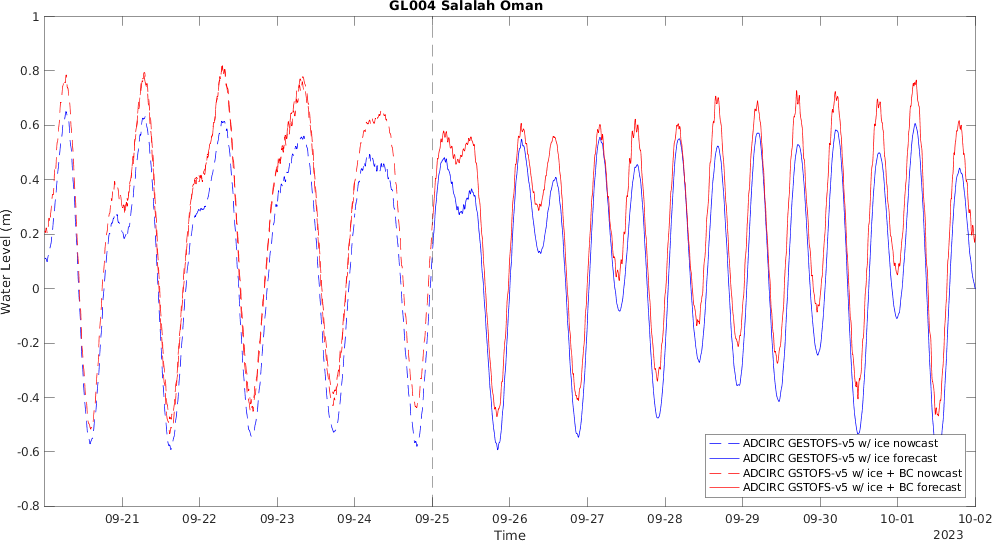 GL004 Salalah Oman
1
0.8
0.6
0.4
0.2
0
-0.2
-0.4
-0.6
-0.8
Water Level (m)
ADCIRC GESTOFS-v5 w/ ice nowcast
ADCIRC GESTOFS-v5 w/ ice forecast
ADCIRC GSTOFS-v5 w/ ice + BC nowcast
ADCIRC GSTOFS-v5 w/ ice + BC forecast
09-21 09-22 09-23 09-24 09-25 09-26 09-27 09-28 09-29 09-30 10-01 10-02
Time 2023